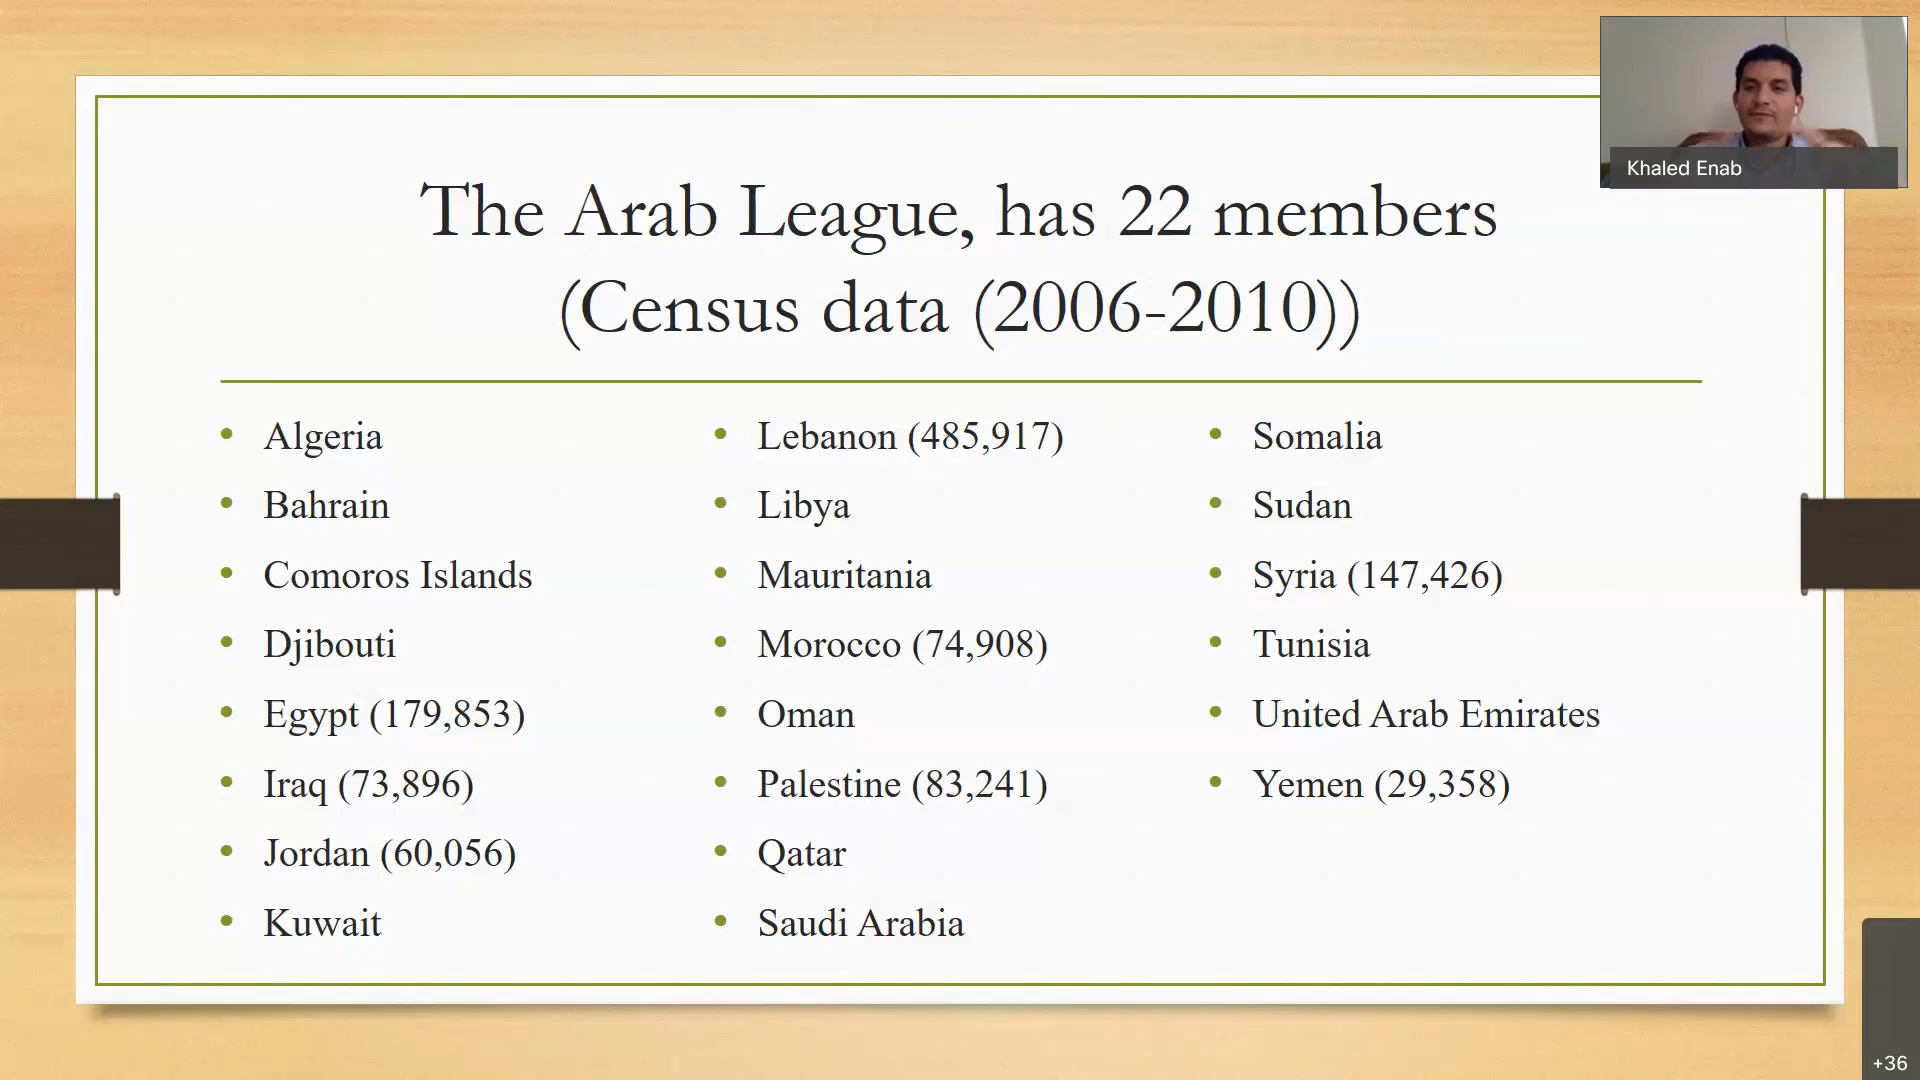 Khaled Enab
The Arab League, has 22 members
(Census data (2006-2010))
• Algeria
• Bahrain
• Comoros Islands
• Djibouti
• Egypt (179,853)
• Iraq (73,896)
• Jordan (60,056)
• Kuwait
• Lebanon (485,917)
• Libya
• Mauritania
• Morocco (74,908)
• Oman
• Palestine (83,241)
• Qatar
• Saudi Arabia
• Somalia
• Sudan
• Syria (147,426)
• Tunisia
• United Arab Emirates
• Yemen (29,358)
+36